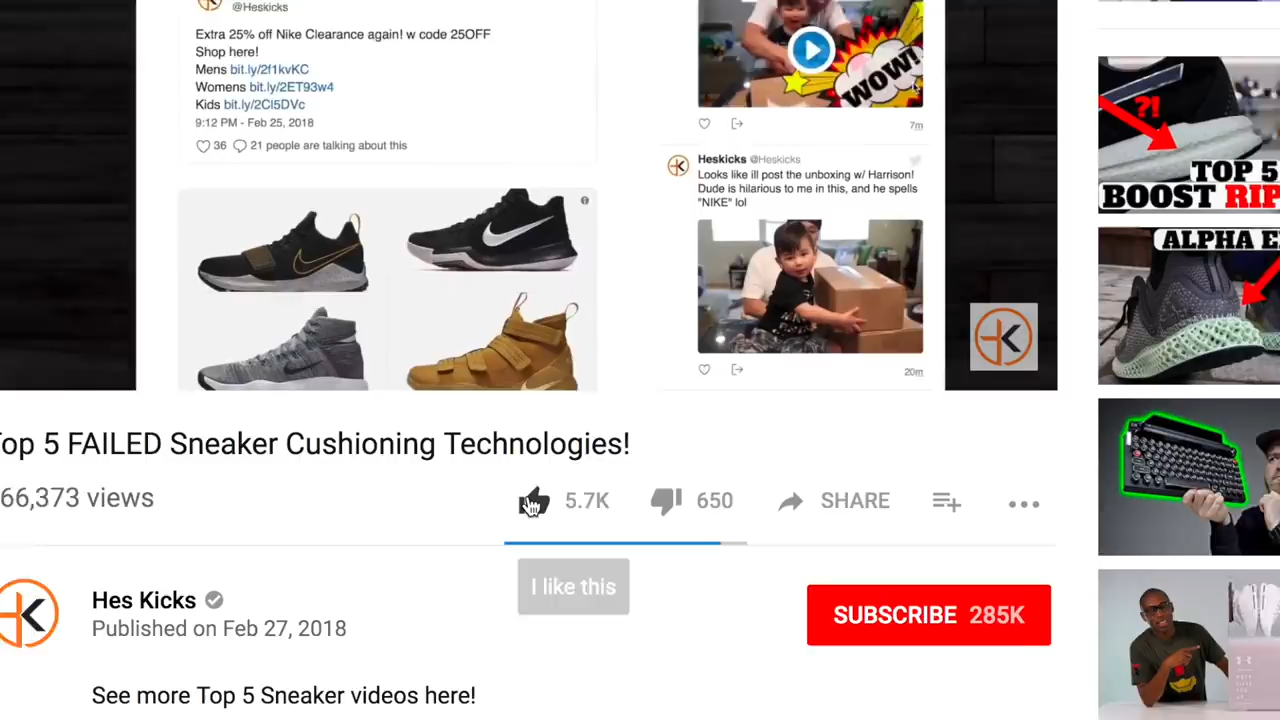 @Heskicks
Extra 25% off Nike Clearance again! w code 25OFF
Shop here!
Mens bit.ly/2f1kvKC
Womens bit.ly/2ET93w4
Kids bit.ly/2Cl5DVc
9:12 PM - Feb 25, 2018
36 21 people are talking about this
WOW!
7m
Heskicks @Heskicks
Looks like ill post the unboxing w/ Harrison!
Dude is hilarious to me in this, and he spells
"NIKE" lol
20m
K
op 5 FAILED Sneaker Cushioning Technologies!
66,373 views
5.7K 650 SHARE
I like this
K
Hes Kicks
Published on Feb 27, 2018
SUBSCRIBE 285K
See more Top 5 Sneaker videos here!
?!
TOP 5
BOOST RIP
ALPHA E